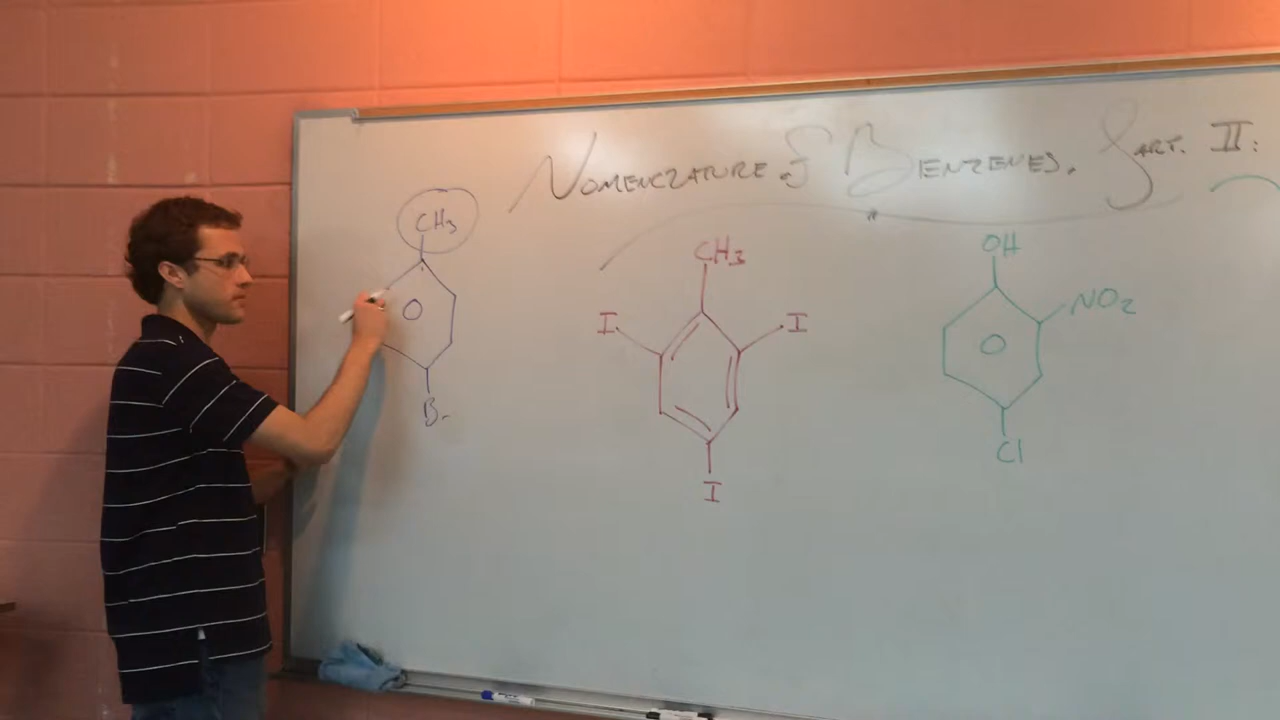 NOMENCLATURE of BENZENES. PART. II:
CH3
Br
CH3
I I
I
OH
NO2
Cl